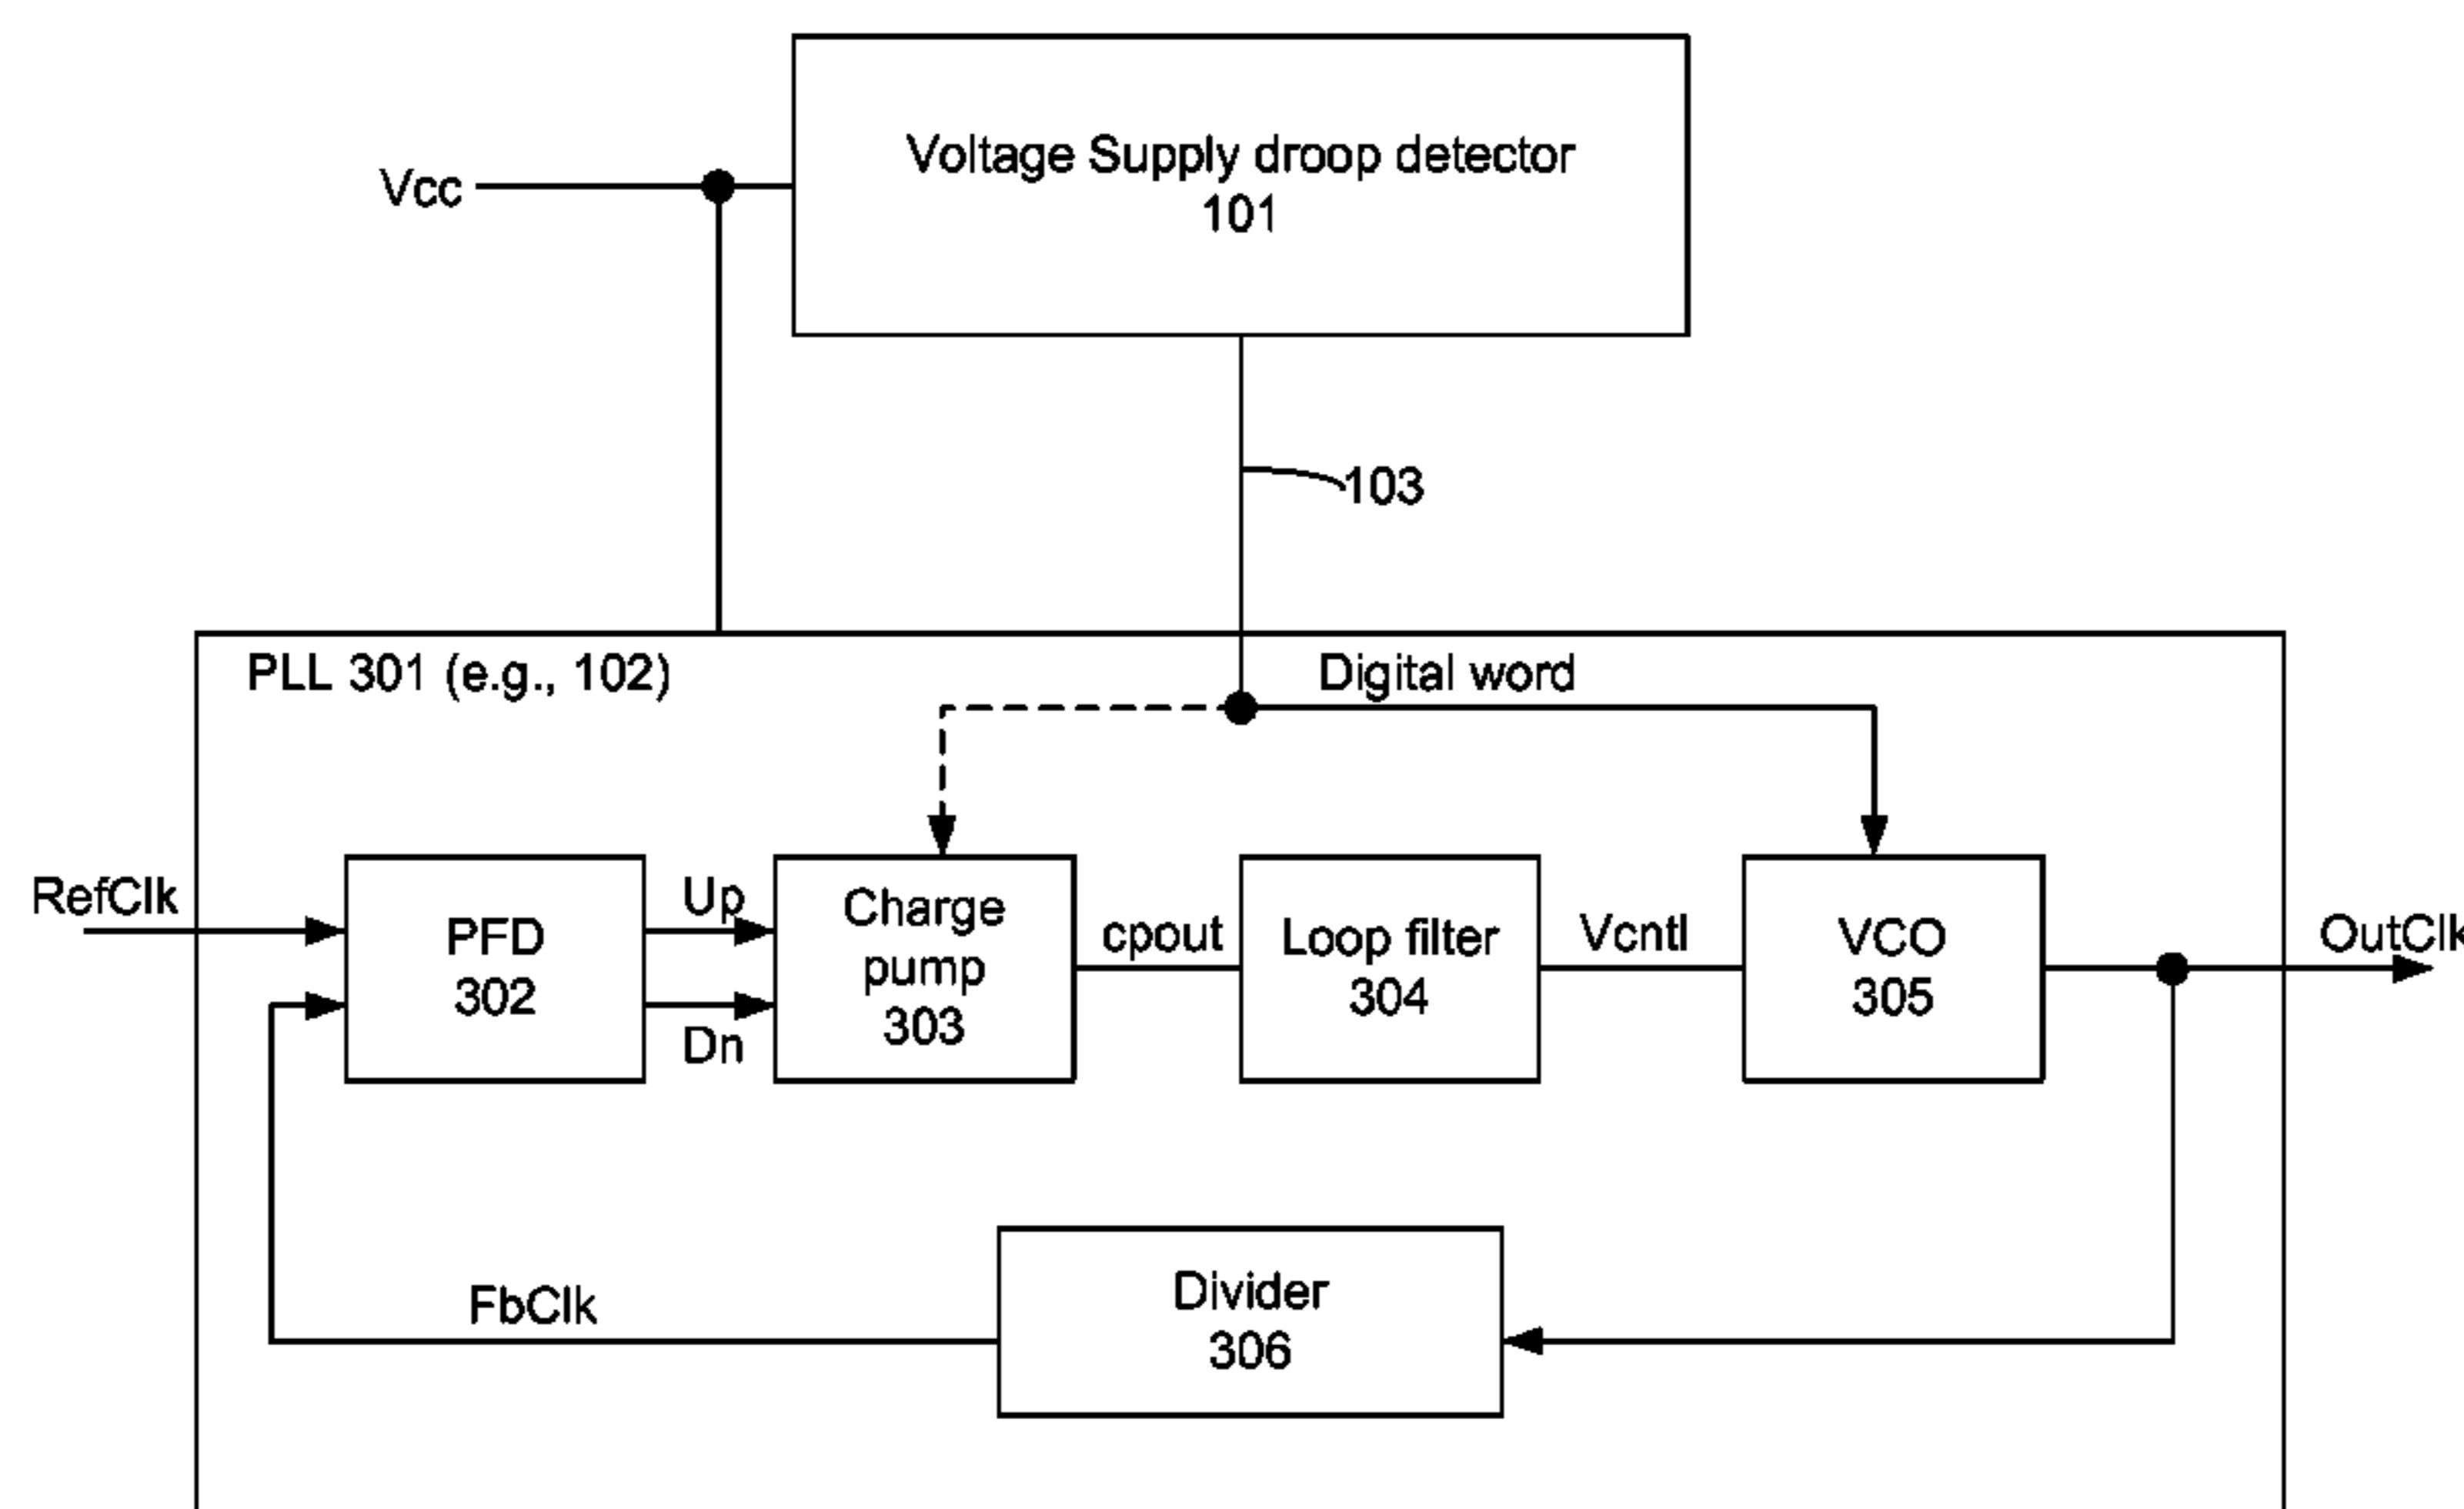 Voltage Supply droop detector
101
Vcc
103
PLL 301 (e.g., 102)
Digital word
RefClk
PFD
302
Up
Dn
Charge
pump
303
cpout
Loop filter
304
Vcntl
VCO
305
OutClk
FbClk
Divider
306